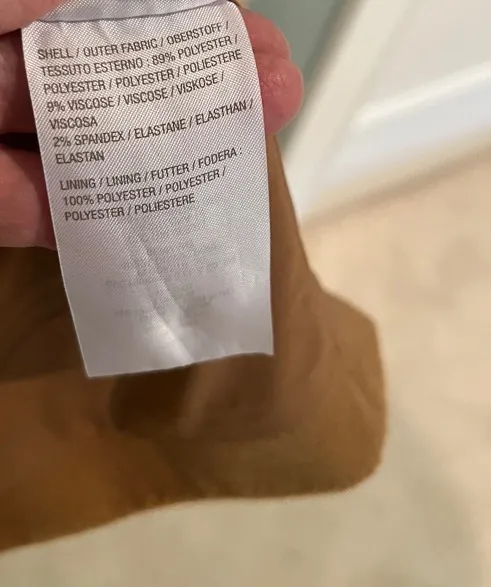 SHELL / OUTER FABRIC / OBERSTOFF /
TESSUTO ESTERNO : 89% POLYESTER /
POLYESTER / POLYESTER / POLIESTERE
9% VISCOSE / VISCOSE / VISKOSE /
VISCOSA
2% SPANDEX / ELASTANE / ELASTHAN /
ELASTAN
LINING / LINING / FUTTER / FODERA :
100% POLYESTER / POLYESTER /
POLYESTER / POLIESTERE